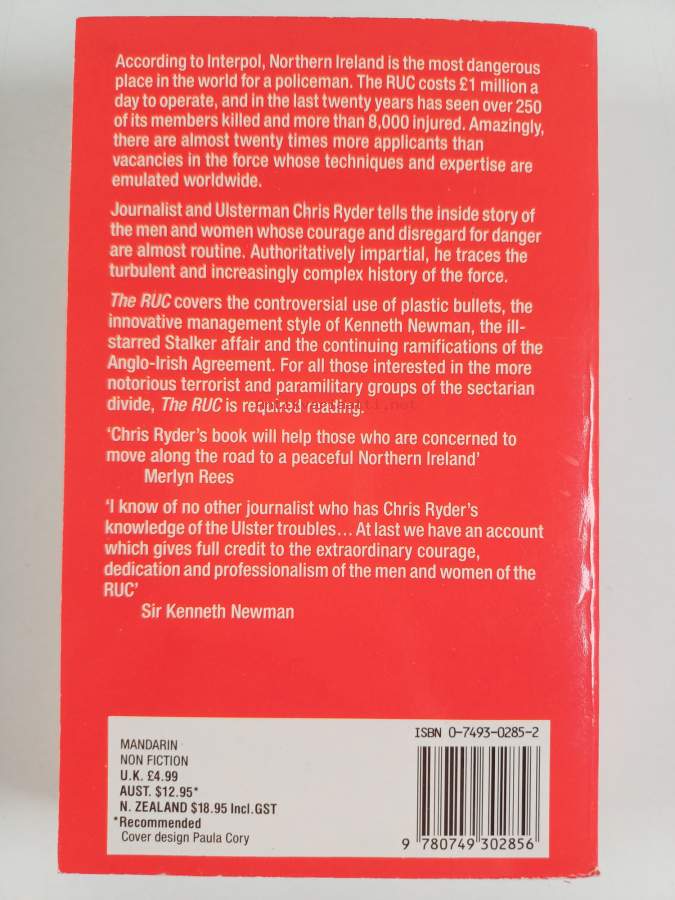 According to Interpol, Northern Ireland is the most dangerous
place in the world for a policeman. The RUC costs £1 million a
day to operate, and in the last twenty years has seen over 250
of its members killed and more than 8,000 injured. Amazingly,
there are almost twenty times more applicants than
vacancies in the force whose techniques and expertise are
emulated worldwide.
Journalist and Ulsterman Chris Ryder tells the inside story of
the men and women whose courage and disregard for danger
are almost routine. Authoritatively impartial, he traces the
turbulent and increasingly complex history of the force.
The RUC covers the controversial use of plastic bullets, the
innovative management style of Kenneth Newman, the ill-
starred Stalker affair and the continuing ramifications of the
Anglo-Irish Agreement. For all those interested in the more
notorious terrorist and paramilitary groups of the sectarian
divide, The RUC is required reading.
'Chris Ryder's book will help those who are concerned to
move along the road to a peaceful Northern Ireland'
Merlyn Rees
'I know of no other journalist who has Chris Ryder's
knowledge of the Ulster troubles... At last we have an account
which gives full credit to the extraordinary courage,
dedication and professionalism of the men and women of the
RUC'
Sir Kenneth Newman
MANDARIN
NON FICTION
U.K. £4.99
AUST. $12.95*
N. ZEALAND $18.95 Incl.GST
*Recommended
Cover design Paula Cory
ISBN 0-7493-0285-2
9 780749 302856